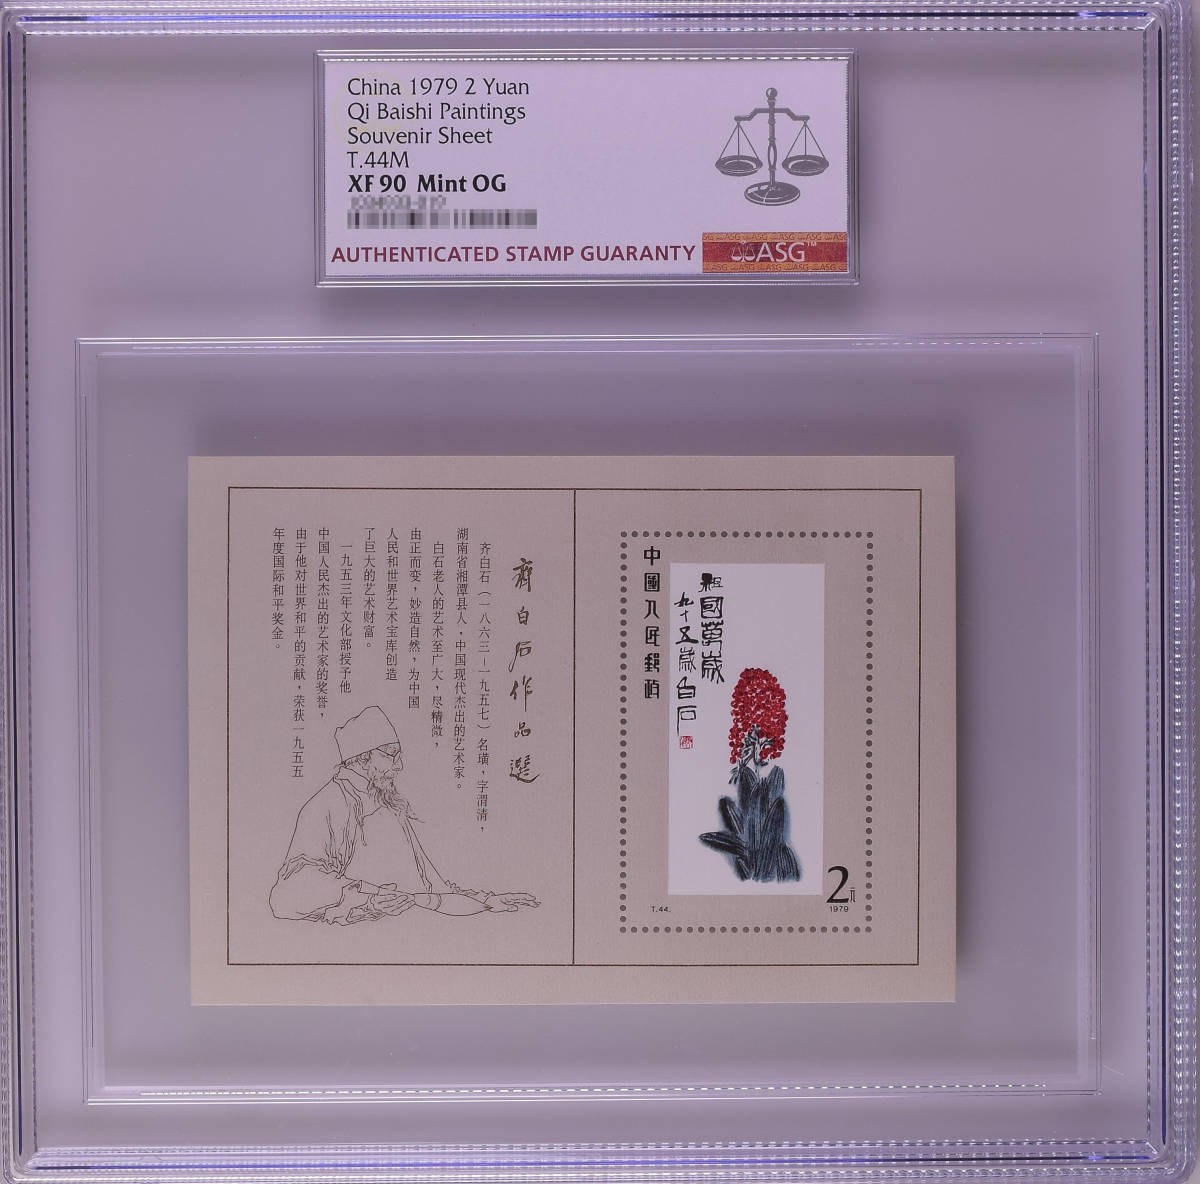 China 1979 2 Yuan
Qi Baishi Paintings
Souvenir Sheet
T.44M
XF 90 Mint OG
AUTHENTICATED STAMP GUARANTY
ASG™
齊白石作品選
齐白石（一八六三－一九五七）名璜，字渭清，
湖南省湘潭县人，中国现代杰出的艺术家。
白石老人的艺术至广大，尽精微，
由正而变，妙造自然，为中国
人民和世界艺术宝库创造
了巨大的艺术财富。
一九五三年文化部授予他
中国人民杰出的艺术家的奖誉，
由于他对世界和平的贡献，荣获一九五五
年度国际和平奖金。
中國人民郵政
祖國萬歲
九十五歲白石
2元
T.44.
1979